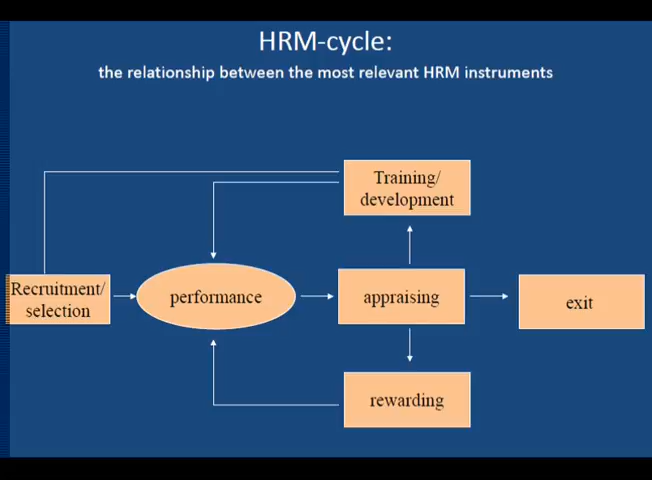 HRM-cycle:
the relationship between the most relevant HRM instruments
Training/
development
Recruitment/
selection
performance
appraising
exit
rewarding